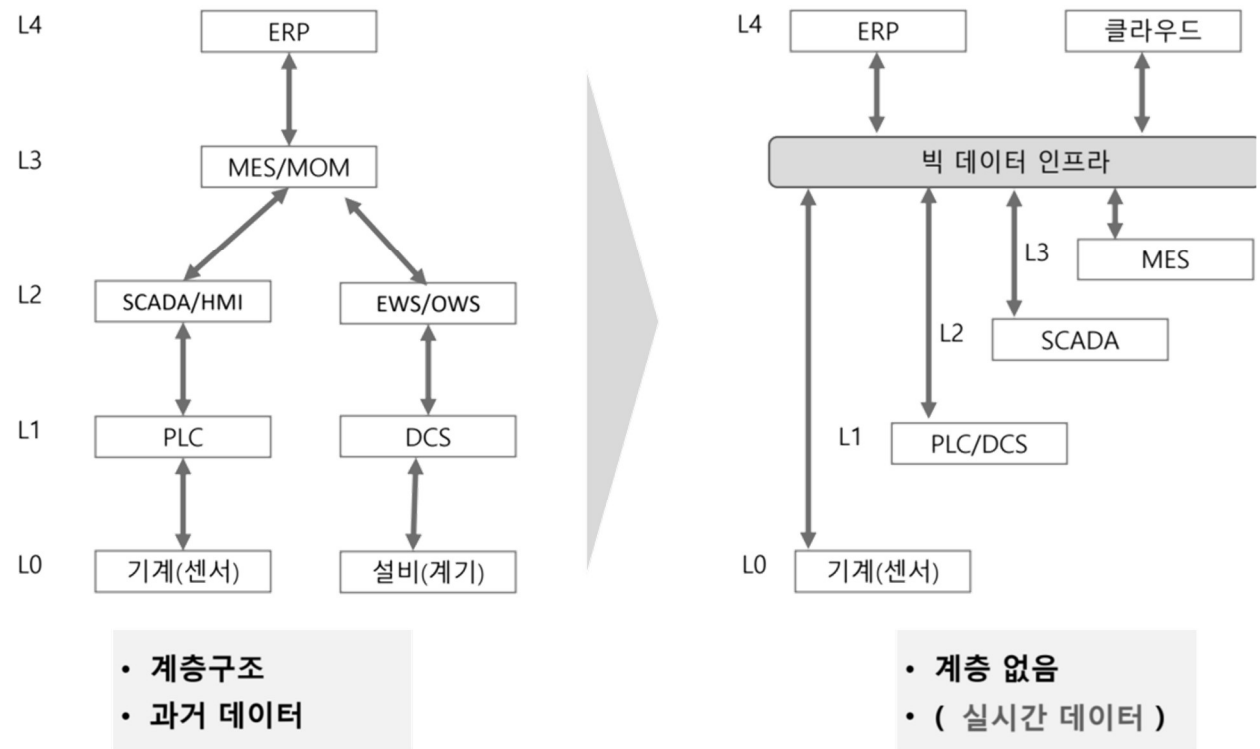 L4
ERP
L3
MES/MOM
L2
SCADA/HMI
EWS/OWS
L1
PLC
DCS
L0
기계(센서)
설비(계기)
• 계층구조
• 과거 데이터
L4
ERP
클라우드
빅 데이터 인프라
L3
MES
L2
SCADA
L1
PLC/DCS
L0
기계(센서)
• 계층 없음
• ( 실시간 데이터 )